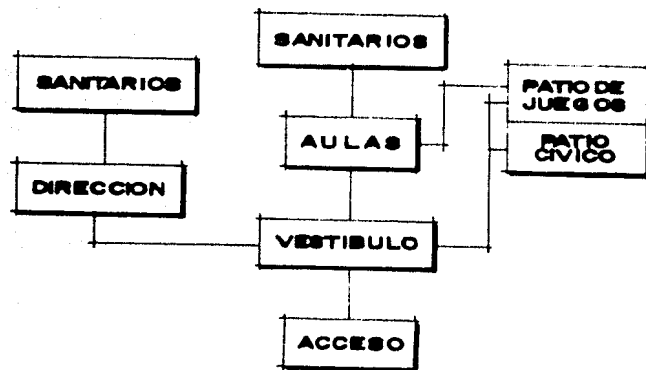 SANITARIOS
SANITARIOS
PATIO DE
JUEGOS
AULAS
PATIO
CIVICO
DIRECCION
VESTIBULO
ACCESO